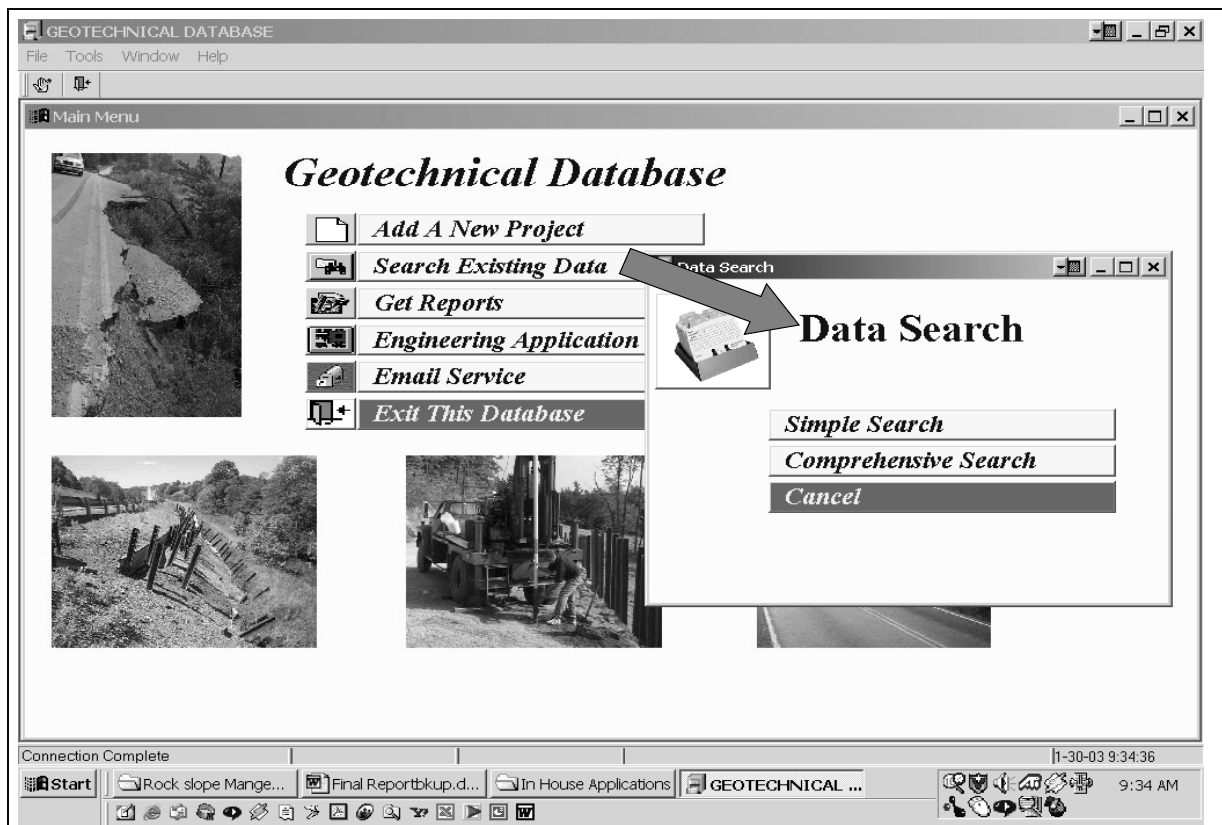 GEOTECHNICAL DATABASE
File Tools Window Help
Main Menu
Geotechnical Database
Add A New Project
Search Existing Data
Get Reports
Engineering Application
Email Service
Exit This Database
Data Search
Data Search
Simple Search
Comprehensive Search
Cancel
Connection Complete
1-30-03 9:34:36
Start
Rock slope Mange...
Final Reportbkup.d...
In House Applications
GEOTECHNICAL ...
9:34 AM